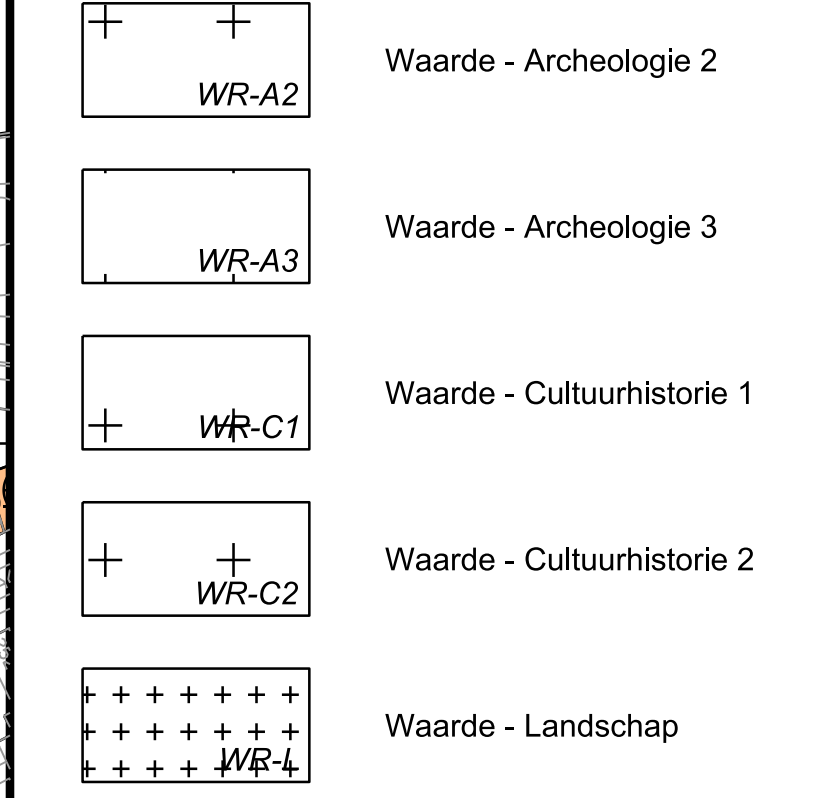 WR-A2 Waarde - Archeologie 2
WR-A3 Waarde - Archeologie 3
WR-C1 Waarde - Cultuurhistorie 1
WR-C2 Waarde - Cultuurhistorie 2
WR-L Waarde - Landschap